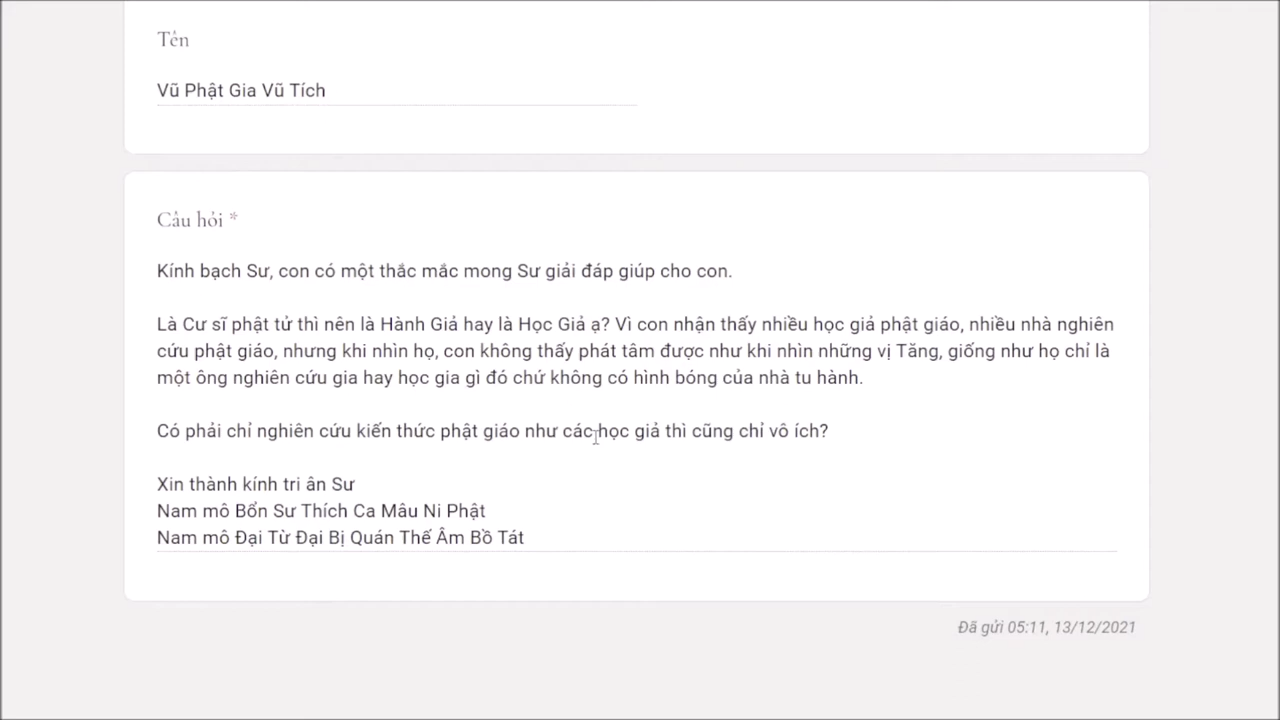 Tên
Vũ Phật Gia Vũ Tích
Câu hỏi *
Kính bạch Sư, con có một thắc mắc mong Sư giải đáp giúp cho con.
Là Cư sĩ phật tử thì nên là Hành Giả hay là Học Giả ạ? Vì con nhận thấy nhiều học giả phật giáo, nhiều nhà nghiên
cứu phật giáo, nhưng khi nhìn họ, con không thấy phát tâm được như khi nhìn những vị Tăng, giống như họ chỉ là
một ông nghiên cứu gia hay học gia gì đó chứ không có hình bóng của nhà tu hành.
Có phải chỉ nghiên cứu kiến thức phật giáo như các học giả thì cũng chỉ vô ích?
Xin thành kính tri ân Sư
Nam mô Bổn Sư Thích Ca Mâu Ni Phật
Nam mô Đại Từ Đại Bị Quán Thế Âm Bồ Tát
Đã gửi 05:11, 13/12/2021